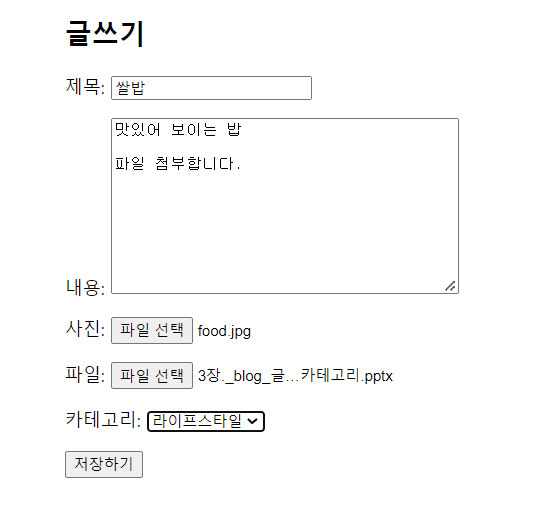 글쓰기
제목: 쌀밥
맛있어 보이는 밥
파일 첨부합니다.
내용:
사진: 파일 선택 food.jpg
파일: 파일 선택 3장._blog_글...카테고리.pptx
카테고리: 라이프스타일
저장하기